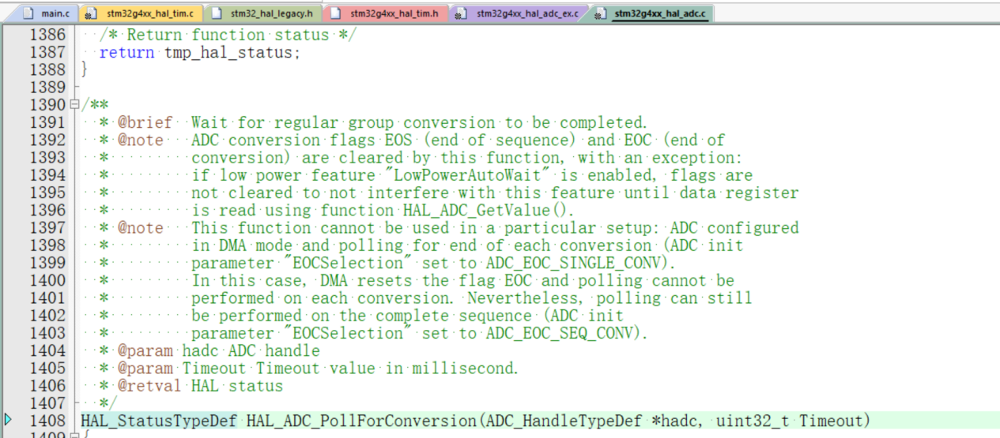 main.c stm32g4xx_hal_tim.c stm32_hal_legacy.h stm32g4xx_hal_tim.h stm32g4xx_hal_adc_ex.c stm32g4xx_hal_adc.c
1386 /* Return function status */
1387 return tmp_hal_status;
1388 }
1389
1390 /**
1391 * @brief Wait for regular group conversion to be completed.
1392 * @note ADC conversion flags EOS (end of sequence) and EOC (end of
1393 * conversion) are cleared by this function, with an exception:
1394 * if low power feature "LowPowerAutoWait" is enabled, flags are
1395 * not cleared to not interfere with this feature until data register
1396 * is read using function HAL_ADC_GetValue().
1397 * @note This function cannot be used in a particular setup: ADC configured
1398 * in DMA mode and polling for end of each conversion (ADC init
1399 * parameter "EOCSelection" set to ADC_EOC_SINGLE_CONV).
1400 * In this case, DMA resets the flag EOC and polling cannot be
1401 * performed on each conversion. Nevertheless, polling can still
1402 * be performed on the complete sequence (ADC init
1403 * parameter "EOCSelection" set to ADC_EOC_SEQ_CONV).
1404 * @param hadc ADC handle
1405 * @param Timeout Timeout value in millisecond.
1406 * @retval HAL status
1407 */
1408 HAL_StatusTypeDef HAL_ADC_PollForConversion(ADC_HandleTypeDef *hadc, uint32_t Timeout)
1409 {